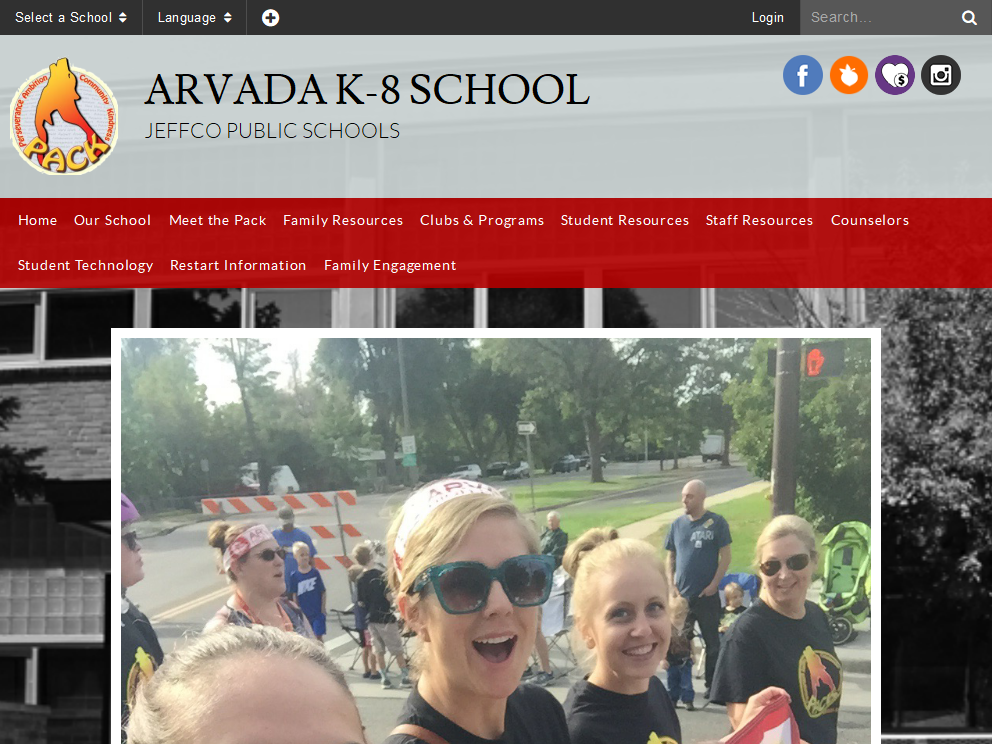 Select a School
Language
Login
Search...
Perseverance Ambition Community Kindness
PACK
ARVADA K-8 SCHOOL
JEFFCO PUBLIC SCHOOLS
f
$
Home Our School Meet the Pack Family Resources Clubs & Programs Student Resources Staff Resources Counselors
Student Technology Restart Information Family Engagement
ATARI
PACK